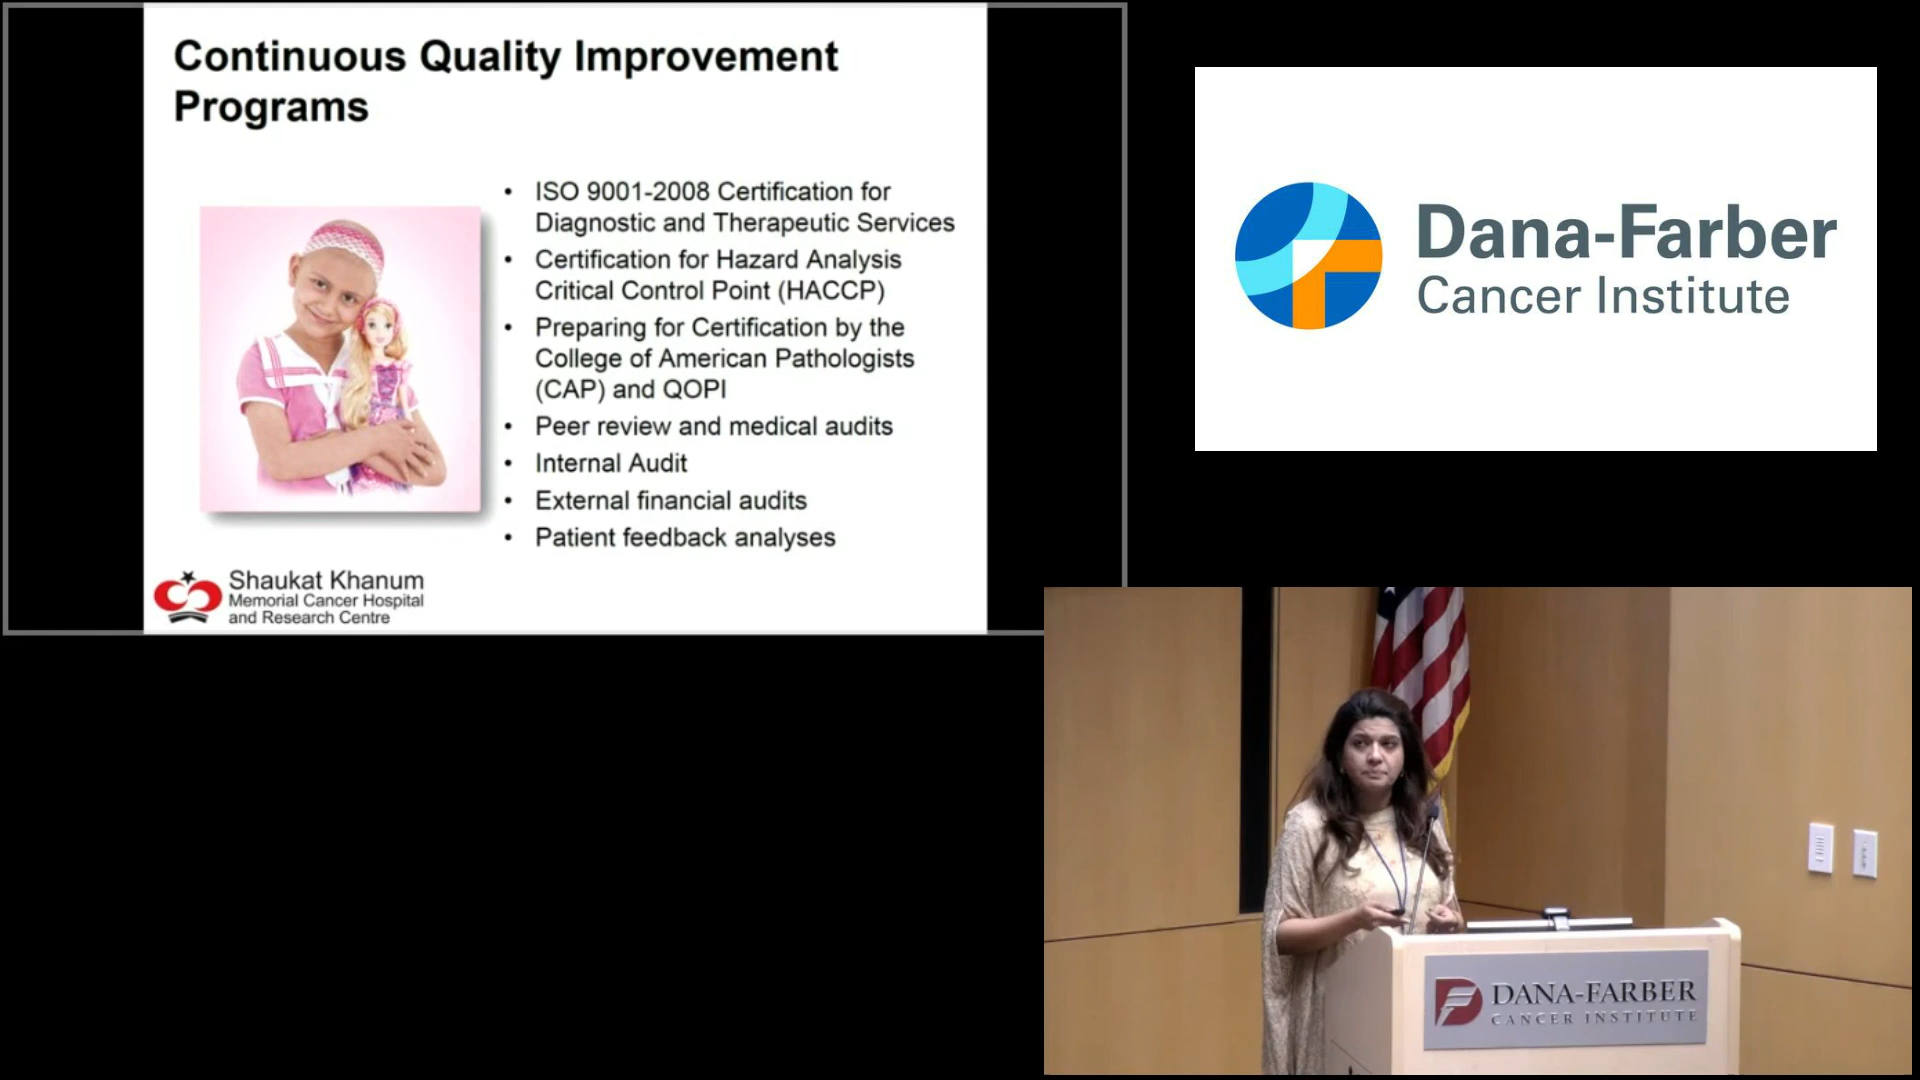 Continuous Quality Improvement
Programs
• ISO 9001-2008 Certification for
Diagnostic and Therapeutic Services
• Certification for Hazard Analysis
Critical Control Point (HACCP)
• Preparing for Certification by the
College of American Pathologists
(CAP) and QOPI
• Peer review and medical audits
• Internal Audit
• External financial audits
• Patient feedback analyses
Shaukat Khanum
Memorial Cancer Hospital
and Research Centre
Dana-Farber
Cancer Institute
DANA-FARBER
CANCER INSTITUTE